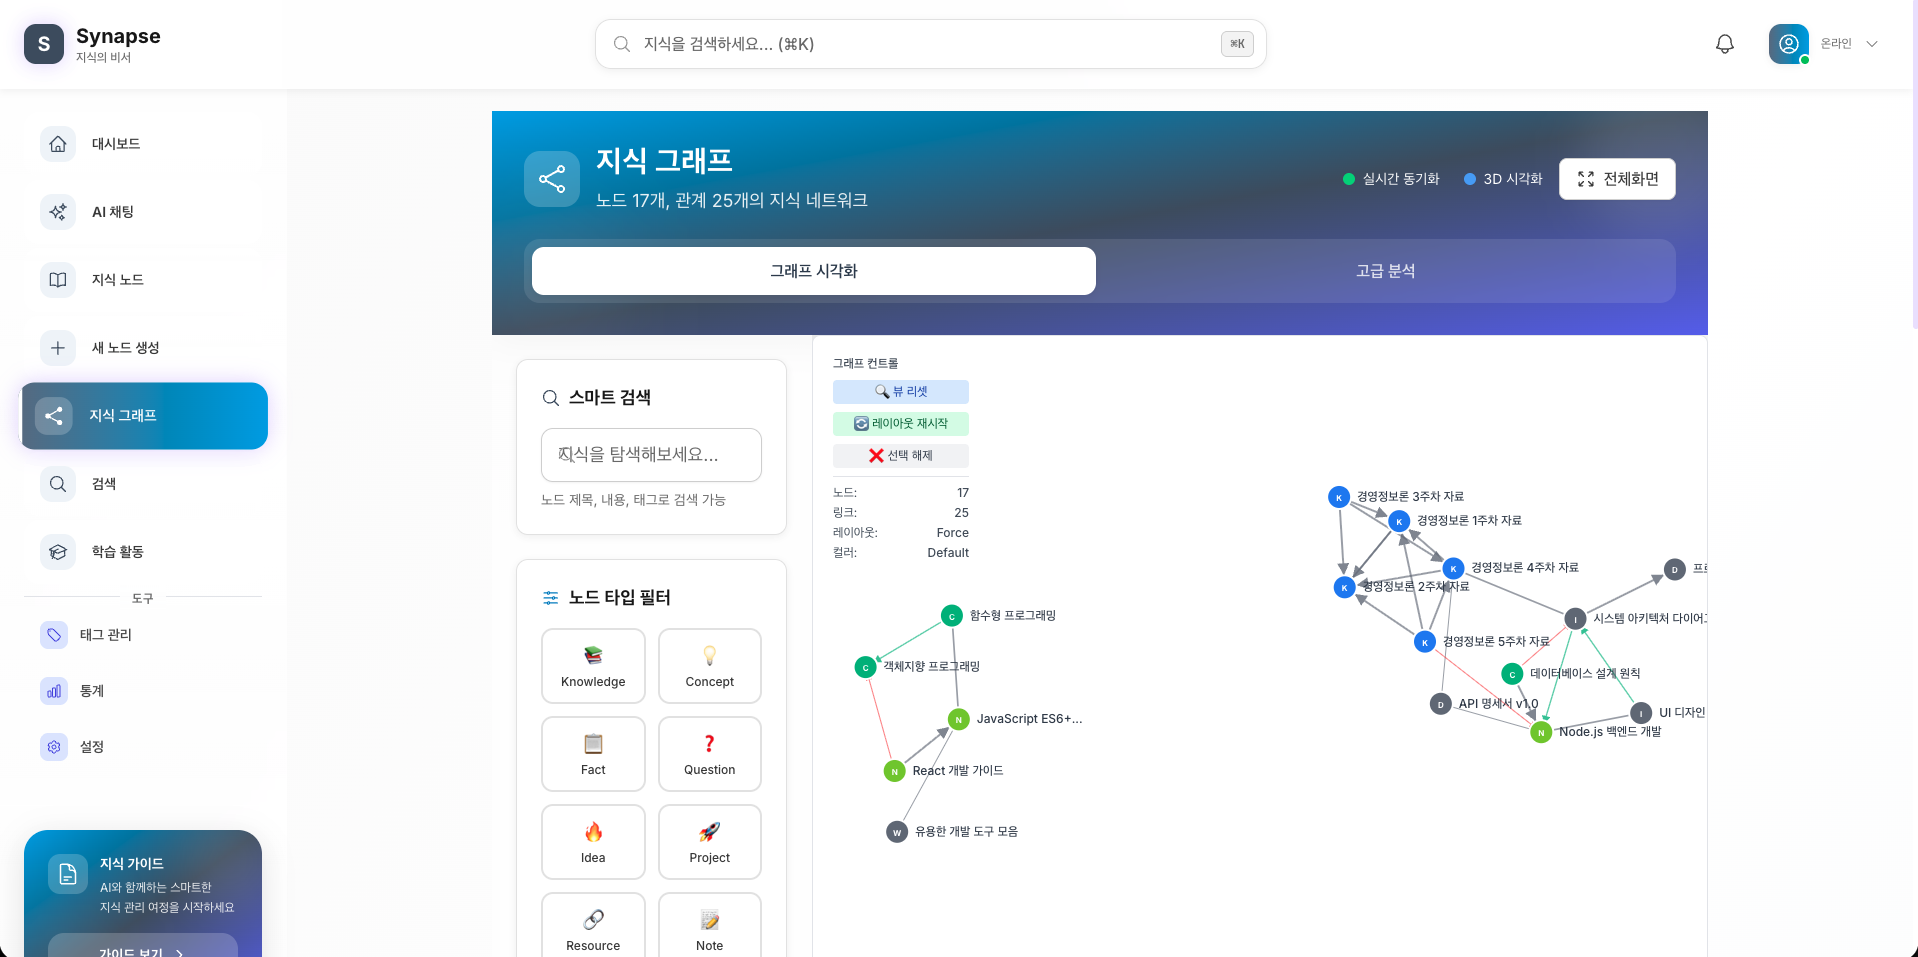 S
Synapse
지식의 비서
지식을 검색하세요... (⌘K)
⌘K
온라인
대시보드
AI 채팅
지식 노드
새 노드 생성
지식 그래프
검색
학습 활동
도구
태그 관리
통계
설정
지식 가이드
AI와 함께하는 스마트한
지식 관리 여정을 시작하세요
가이드 보기
지식 그래프
노드 17개, 관계 25개의 지식 네트워크
실시간 동기화
3D 시각화
전체화면
그래프 시각화
고급 분석
스마트 검색
지식을 탐색해보세요...
노드 제목, 내용, 태그로 검색 가능
노드 타입 필터
Knowledge
Concept
Fact
Question
Idea
Project
Resource
Note
그래프 컨트롤
뷰 리셋
레이아웃 재시작
선택 해제
노드: 17
링크: 25
레이아웃: Force
컬러: Default
C 함수형 프로그래밍
C 객체지향 프로그래밍
N JavaScript ES6+...
N React 개발 가이드
W 유용한 개발 도구 모음
K 경영정보론 3주차 자료
K 경영정보론 1주차 자료
K 경영정보론 4주차 자료
D 프로
K 경영정보론 2주차 자료
I 시스템 아키텍처 다이어그
K 경영정보론 5주차 자료
C 데이터베이스 설계 원칙
D API 명세서 v1.0
I UI 디자인
N Node.js 백엔드 개발